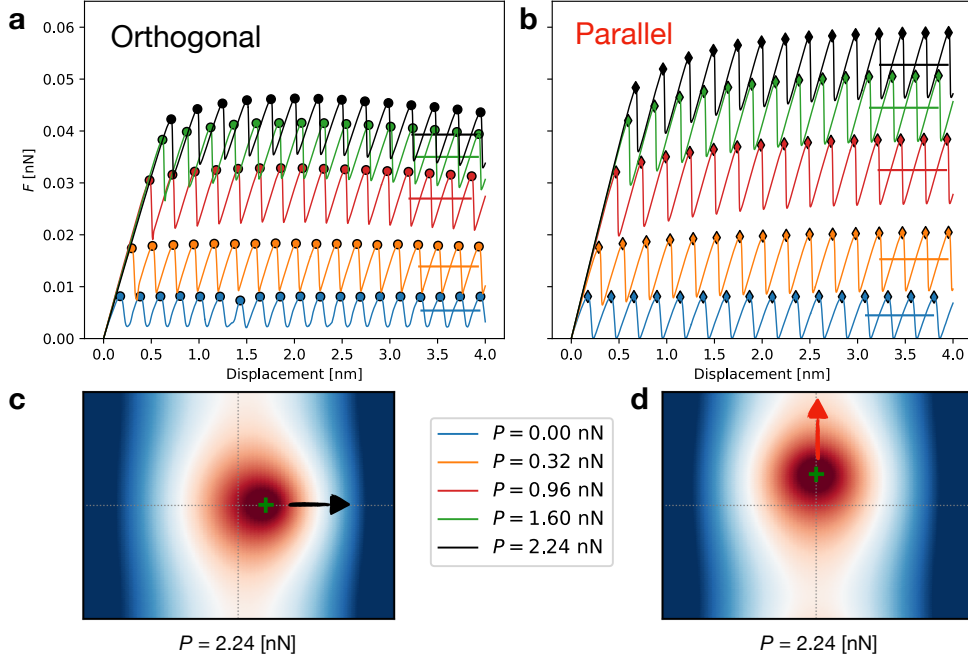 a
Orthogonal
0.06
0.05
0.04
0.03
0.02
0.01
0.00
F [nN]
0.0 0.5 1.0 1.5 2.0 2.5 3.0 3.5 4.0
Displacement [nm]
b
Parallel
0.0 0.5 1.0 1.5 2.0 2.5 3.0 3.5 4.0
Displacement [nm]
c
P = 2.24 [nN]
P = 0.00 nN
P = 0.32 nN
P = 0.96 nN
P = 1.60 nN
P = 2.24 nN
d
P = 2.24 [nN]